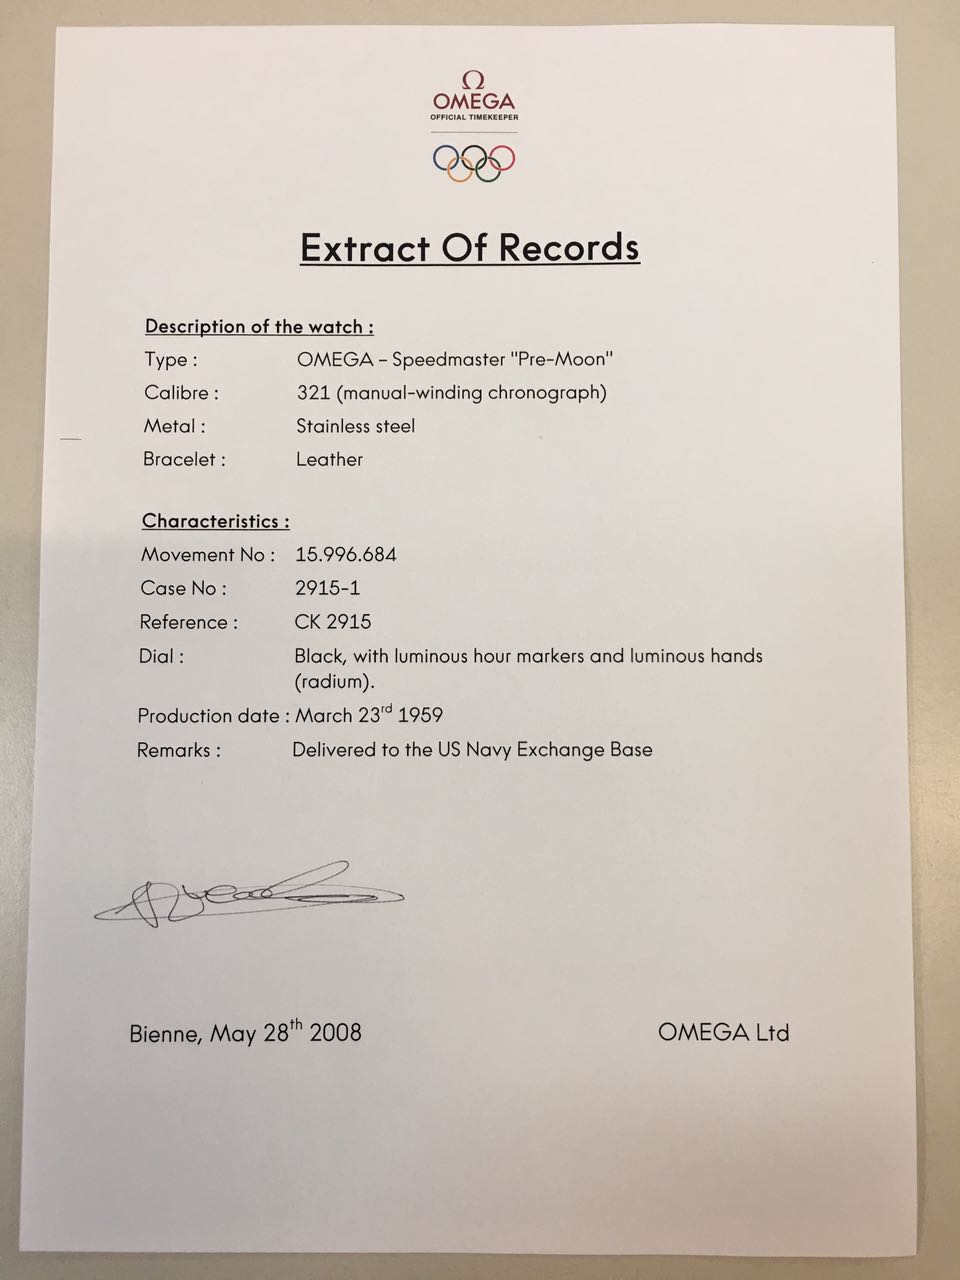 Ω
OMEGA
OFFICIAL TIMEKEEPER
Extract Of Records
Description of the watch :
Type : OMEGA – Speedmaster "Pre-Moon"
Calibre : 321 (manual-winding chronograph)
Metal : Stainless steel
Bracelet : Leather
Characteristics :
Movement No : 15.996.684
Case No : 2915-1
Reference : CK 2915
Dial : Black, with luminous hour markers and luminous hands
(radium).
Production date : March 23rd 1959
Remarks : Delivered to the US Navy Exchange Base
Bienne, May 28th 2008 OMEGA Ltd